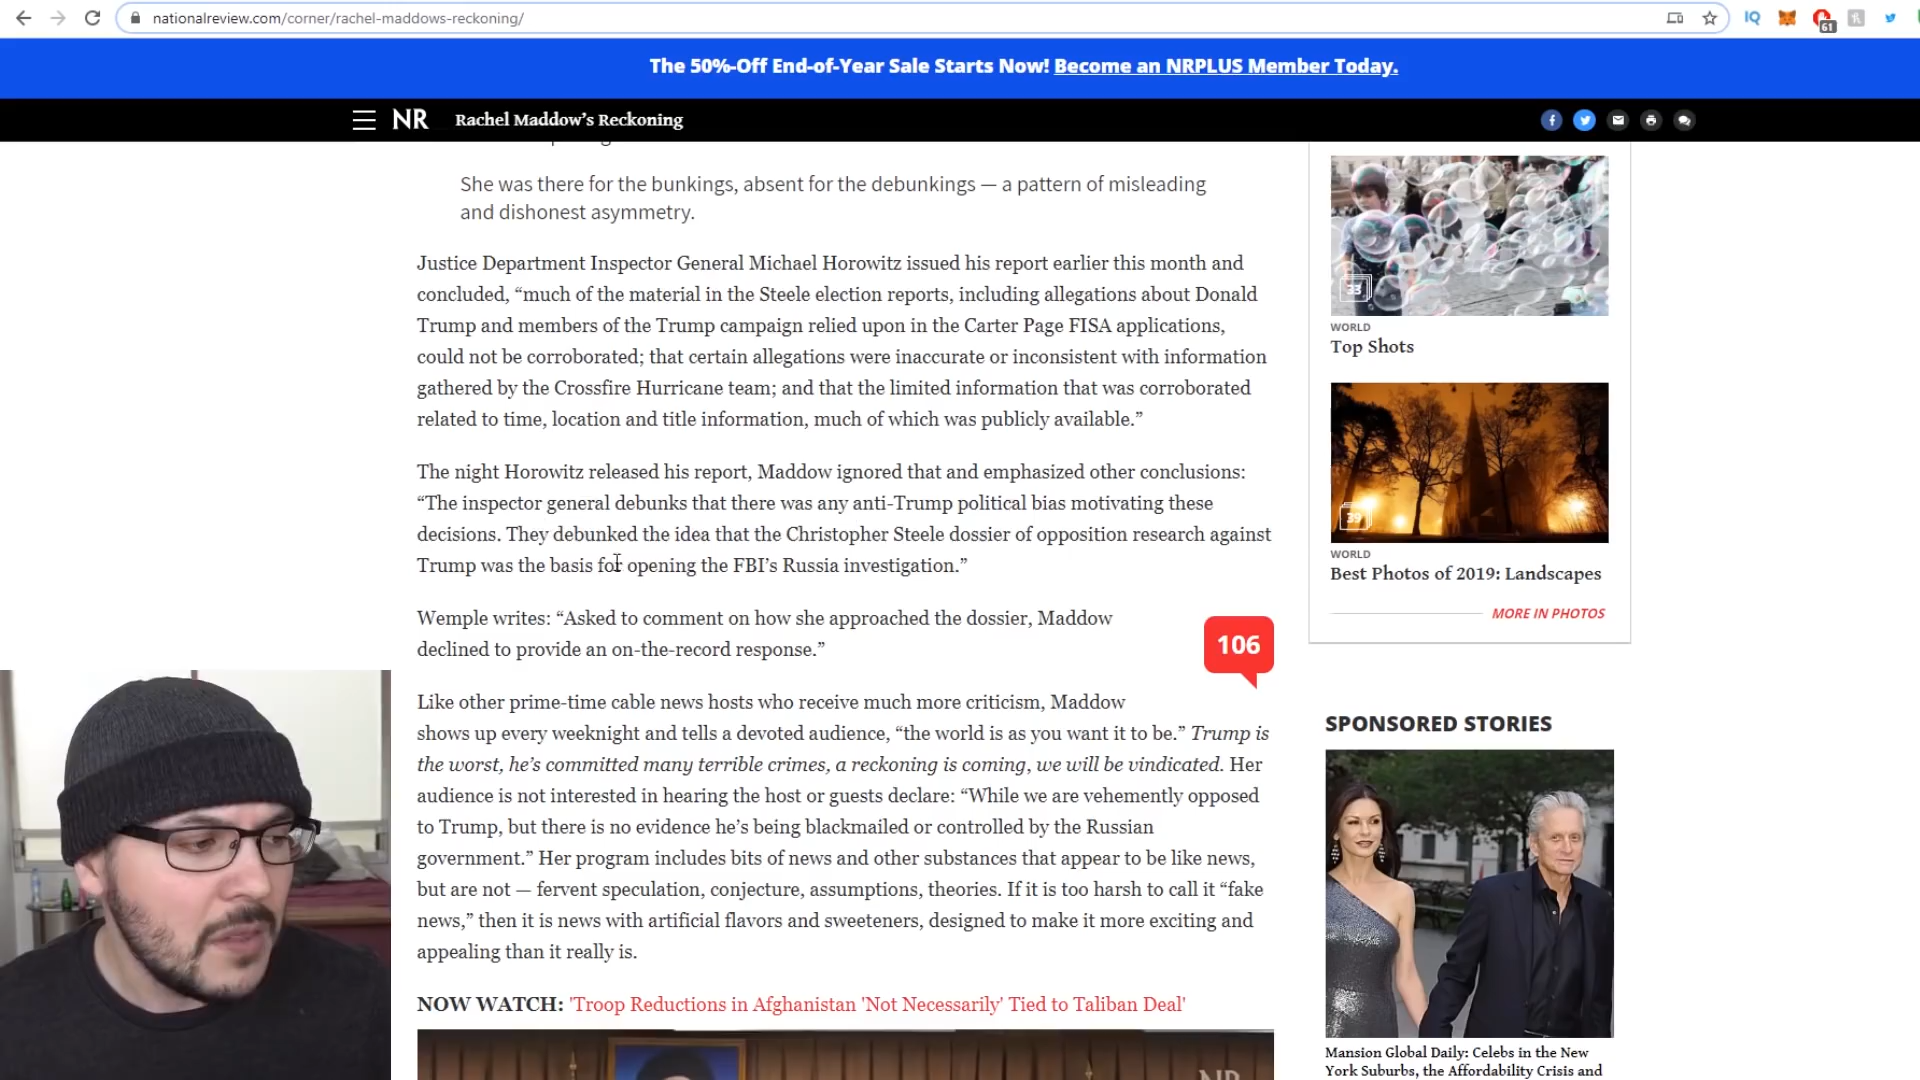 nationalreview.com/corner/rachel-maddows-reckoning/
61
The 50%-Off End-of-Year Sale Starts Now! Become an NRPLUS Member Today.
NR
Rachel Maddow's Reckoning
She was there for the bunkings, absent for the debunkings — a pattern of misleading
and dishonest asymmetry.
Justice Department Inspector General Michael Horowitz issued his report earlier this month and
concluded, “much of the material in the Steele election reports, including allegations about Donald
Trump and members of the Trump campaign relied upon in the Carter Page FISA applications,
could not be corroborated; that certain allegations were inaccurate or inconsistent with information
gathered by the Crossfire Hurricane team; and that the limited information that was corroborated
related to time, location and title information, much of which was publicly available.”
The night Horowitz released his report, Maddow ignored that and emphasized other conclusions:
“The inspector general debunks that there was any anti-Trump political bias motivating these
decisions. They debunked the idea that the Christopher Steele dossier of opposition research against
Trump was the basis for opening the FBI’s Russia investigation.”
Wemple writes: “Asked to comment on how she approached the dossier, Maddow
declined to provide an on-the-record response.”
106
Like other prime-time cable news hosts who receive much more criticism, Maddow
shows up every weeknight and tells a devoted audience, “the world is as you want it to be.” Trump is
the worst, he’s committed many terrible crimes, a reckoning is coming, we will be vindicated. Her
audience is not interested in hearing the host or guests declare: “While we are vehemently opposed
to Trump, but there is no evidence he’s being blackmailed or controlled by the Russian
government.” Her program includes bits of news and other substances that appear to be like news,
but are not — fervent speculation, conjecture, assumptions, theories. If it is too harsh to call it “fake
news,” then it is news with artificial flavors and sweeteners, designed to make it more exciting and
appealing than it really is.
NOW WATCH: 'Troop Reductions in Afghanistan 'Not Necessarily' Tied to Taliban Deal'
NR
33
WORLD
Top Shots
39
WORLD
Best Photos of 2019: Landscapes
MORE IN PHOTOS
SPONSORED STORIES
Mansion Global Daily: Celebs in the New
York Suburbs, the Affordability Crisis and